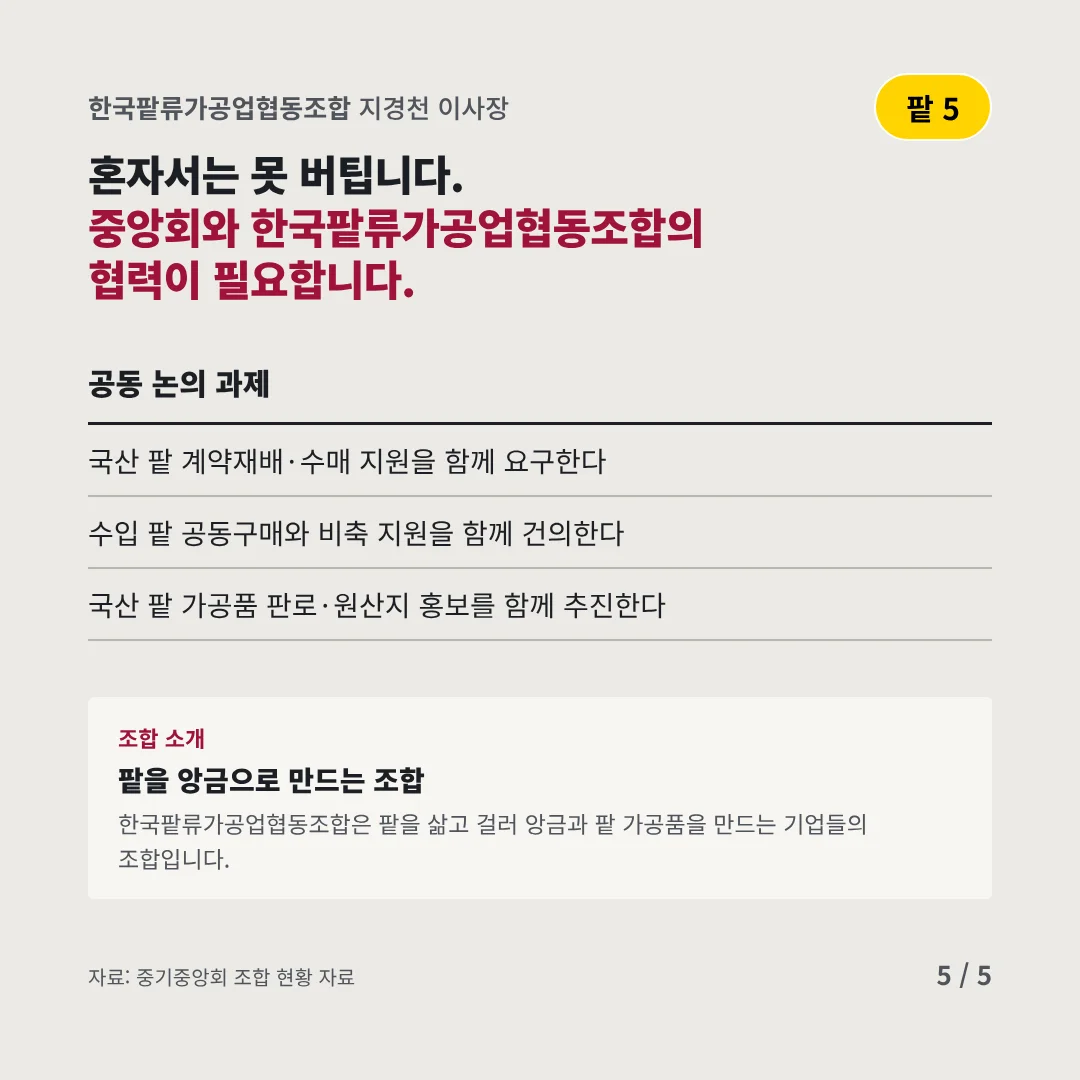 한국팥류가공업협동조합 지경천 이사장
팥 5
혼자서는 못 버팁니다.
중앙회와 한국팥류가공업협동조합의
협력이 필요합니다.
공동 논의 과제
국산 팥 계약재배·수매 지원을 함께 요구한다
수입 팥 공동구매와 비축 지원을 함께 건의한다
국산 팥 가공품 판로·원산지 홍보를 함께 추진한다
조합 소개
팥을 앙금으로 만드는 조합
한국팥류가공업협동조합은 팥을 삶고 걸러 앙금과 팥 가공품을 만드는 기업들의
조합입니다.
자료: 중기중앙회 조합 현황 자료
5 / 5